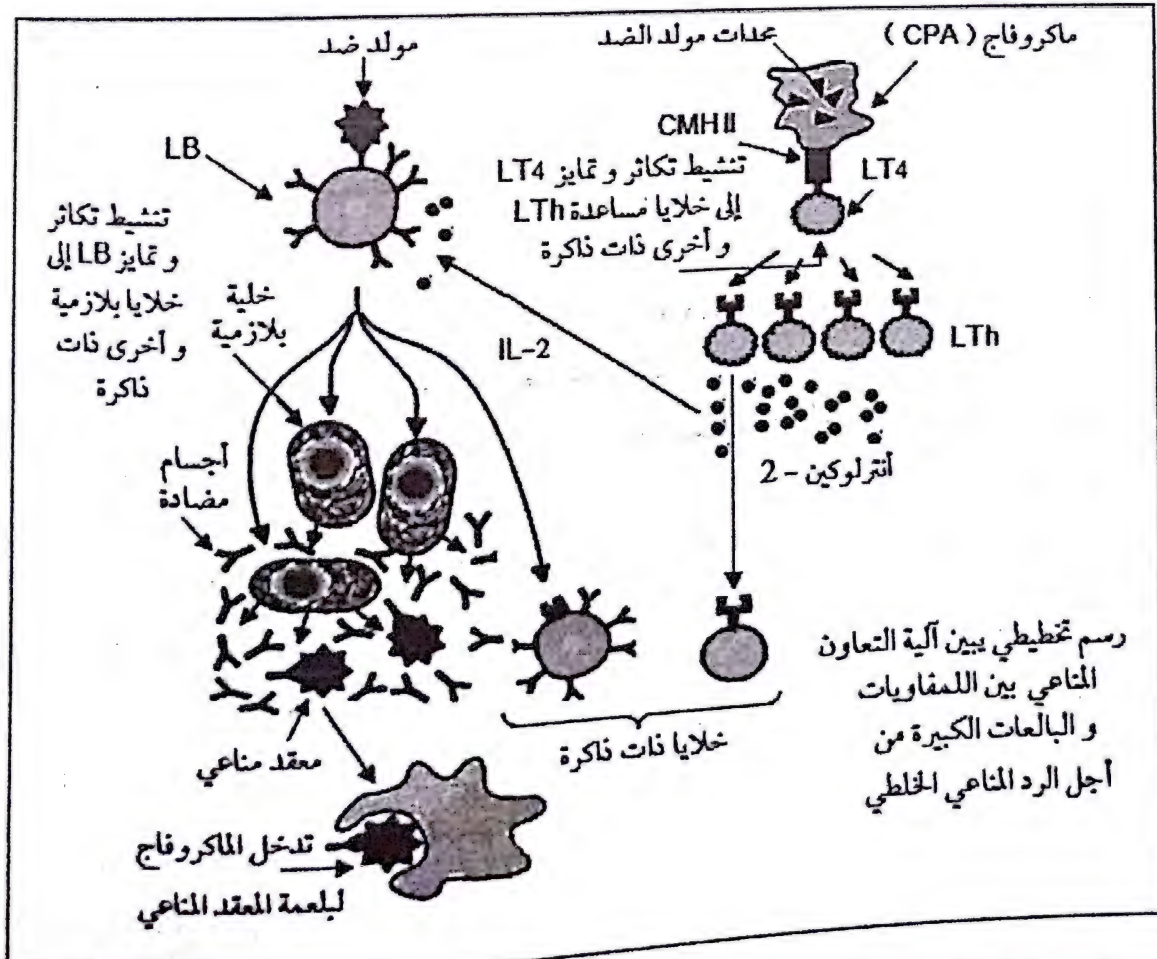 ماكروفاج ( CPA )
محدات مولد الضد
مولد ضد
CMH II
LB
LT4
تنشيط تكاثر و تمايز LT4
إلى خلايا مساعدة LTh
و أخرى ذات ذاكرة
تنشيط تكاثر
و تمايز LB إلى
خلايا بلازمية
و أخرى ذات
ذاكرة
خلية
بلازمية
IL-2
LTh
أنترلوكين - 2
أجسام
مضادة
رسم تخطيطي يبين آلية التعاون
المناعي بين اللمفاويات
و البالعات الكبيرة من
أجل الرد المناعي الخلطي
خلايا ذات ذاكرة
معقد مناعي
تدخل الماكروفاج
لبلعمة المعقد المناعي